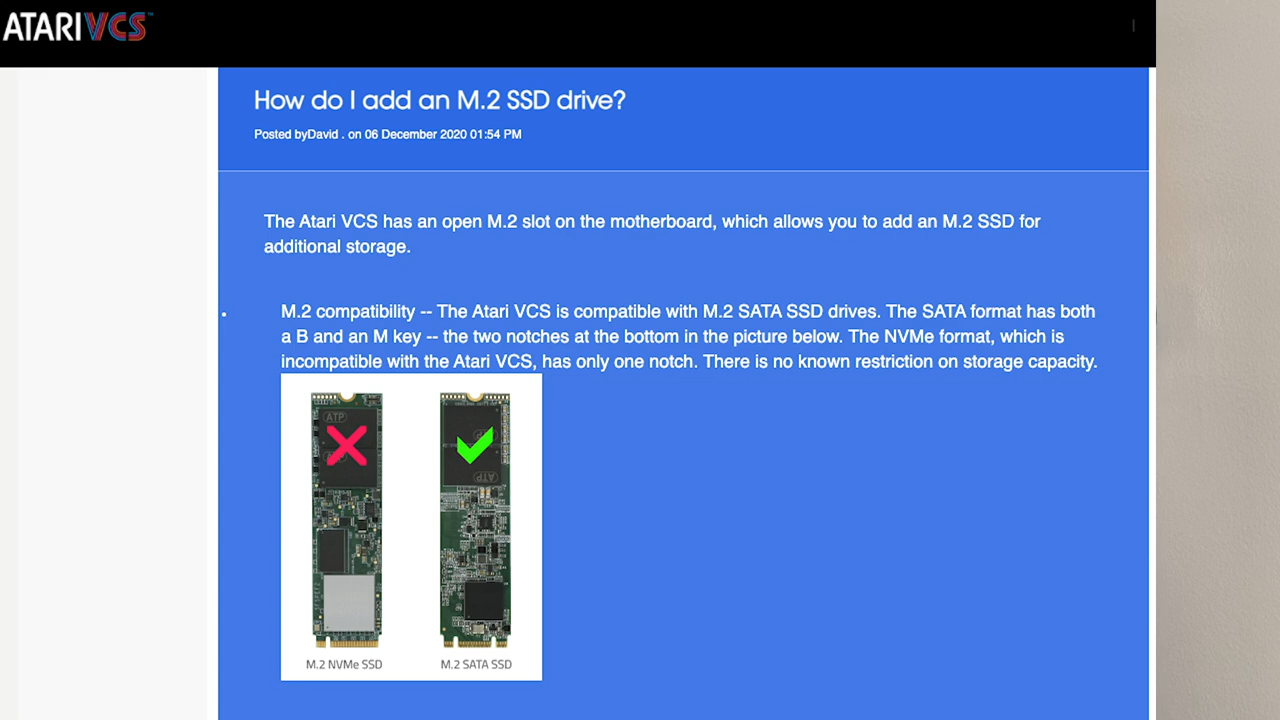 ATARI VCS™
How do I add an M.2 SSD drive?
Posted byDavid . on 06 December 2020 01:54 PM
The Atari VCS has an open M.2 slot on the motherboard, which allows you to add an M.2 SSD for
additional storage.
M.2 compatibility -- The Atari VCS is compatible with M.2 SATA SSD drives. The SATA format has both
a B and an M key -- the two notches at the bottom in the picture below. The NVMe format, which is
incompatible with the Atari VCS, has only one notch. There is no known restriction on storage capacity.
ATP
ATP
M.2 NVMe SSD
M.2 SATA SSD